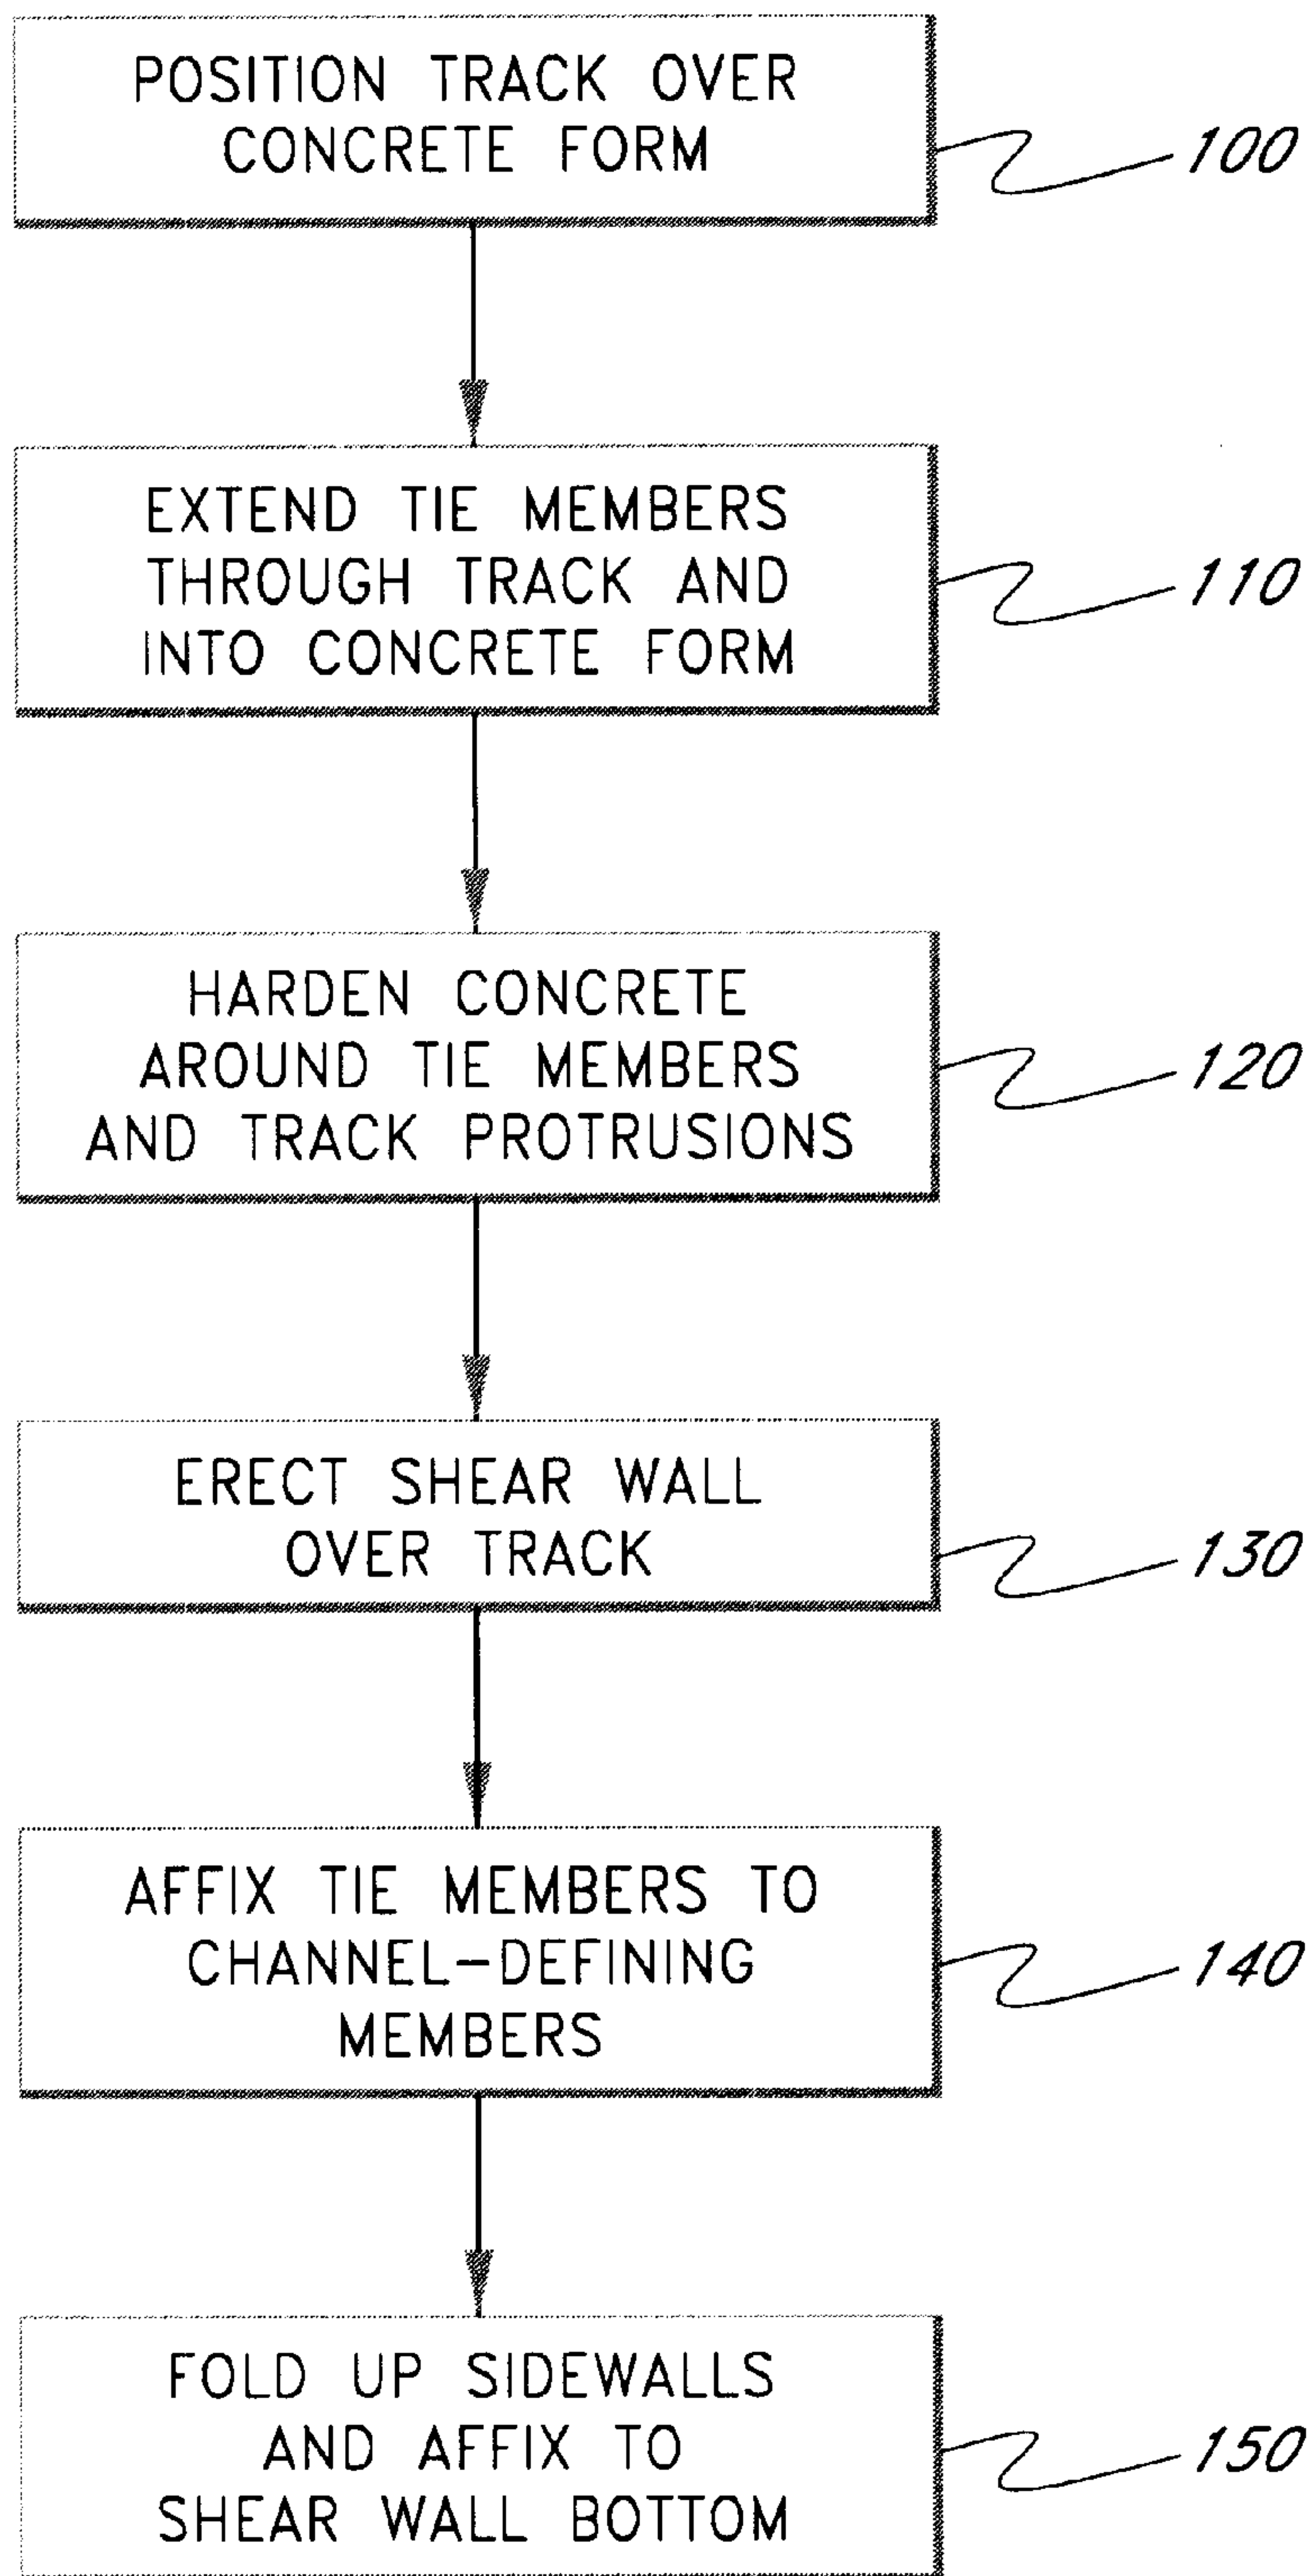 POSITION TRACK OVER
CONCRETE FORM
100
EXTEND TIE MEMBERS
THROUGH TRACK AND
INTO CONCRETE FORM
110
HARDEN CONCRETE
AROUND TIE MEMBERS
AND TRACK PROTRUSIONS
120
ERECT SHEAR WALL
OVER TRACK
130
AFFIX TIE MEMBERS TO
CHANNEL-DEFINING
MEMBERS
140
FOLD UP SIDEWALLS
AND AFFIX TO
SHEAR WALL BOTTOM
150